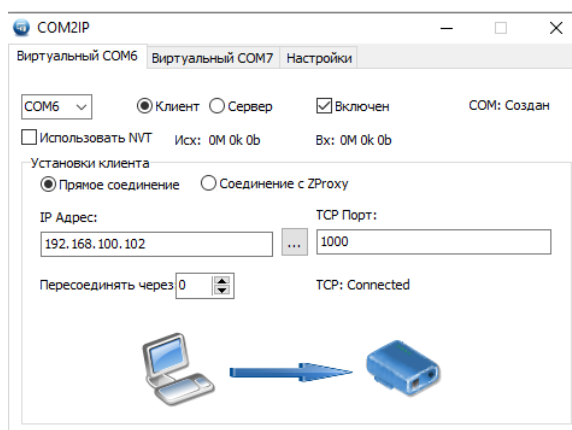 COM2IP
Виртуальный COM6 Виртуальный COM7 Настройки
COM6 Клиент Сервер Включен COM: Создан
Использовать NVT Исх: 0M 0k 0b Вх: 0M 0k 0b
Установки клиента
Прямое соединение Соединение с ZProxy
IP Адрес: TCP Порт:
192.168.100.102 ... 1000
Пересоединять через 0 TCP: Connected